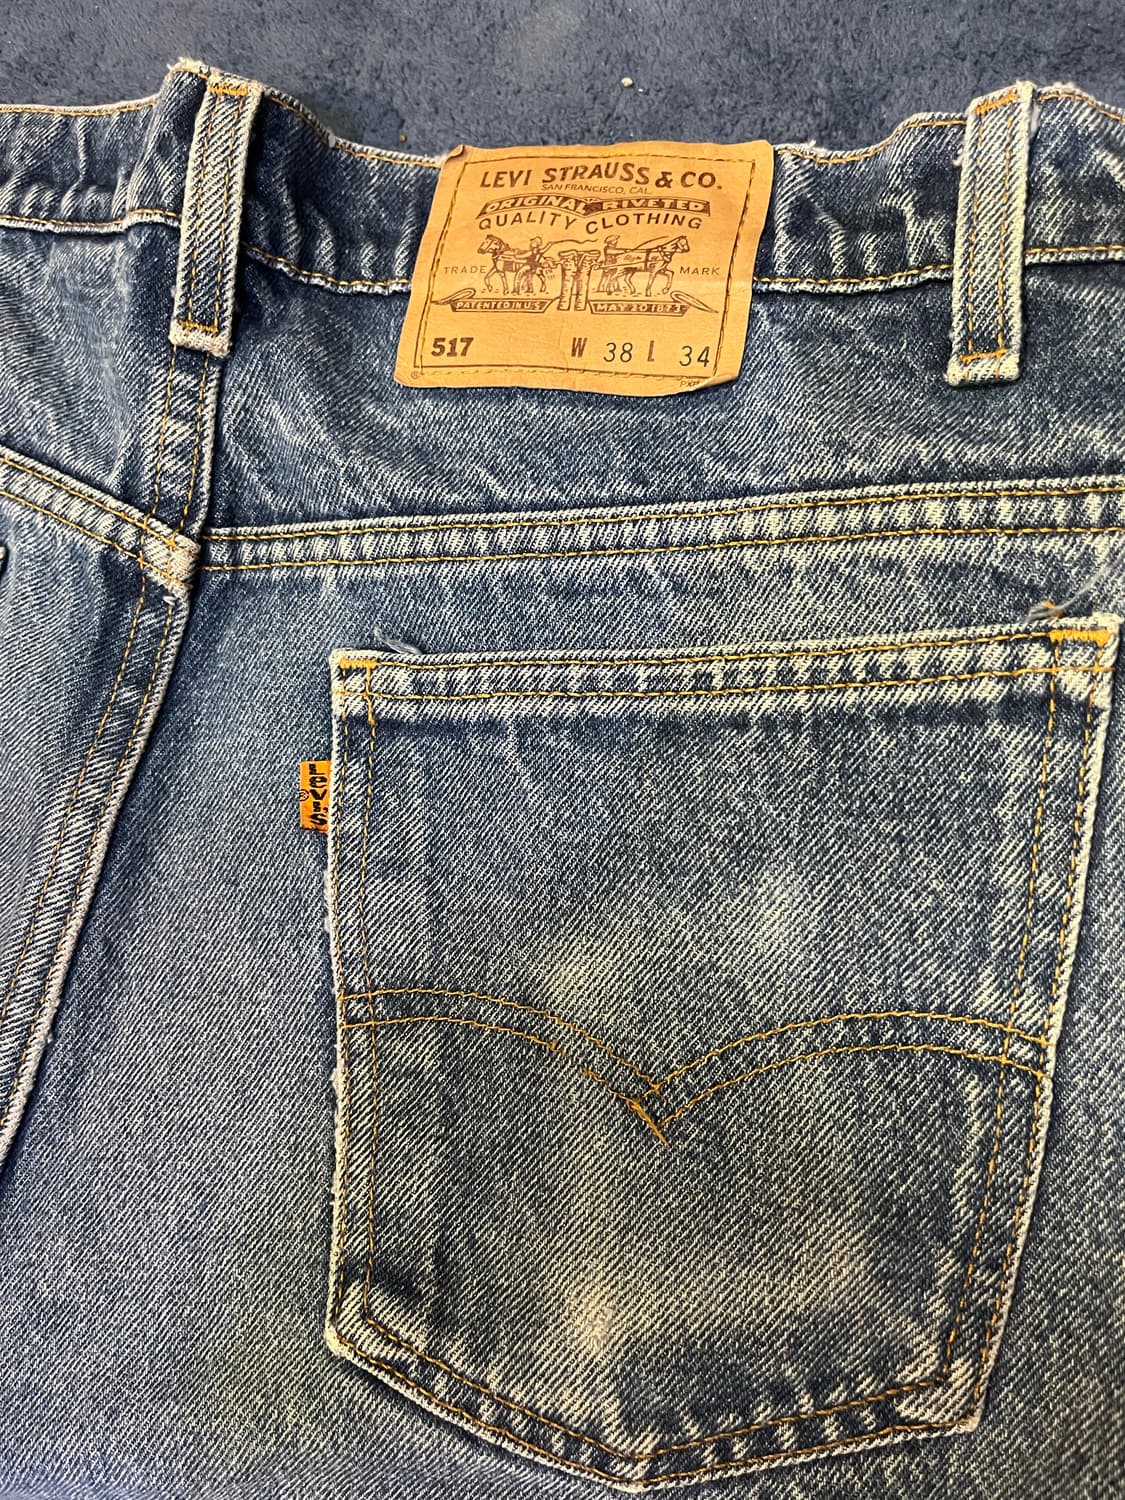 LEVI STRAUSS & CO.
SAN FRANCISCO, CAL.
ORIGINAL RIVETED
QUALITY CLOTHING
TRADE MARK
PATENTED IN U.S. MAY 20 1873
517 W 38 L 34
®
LEVI'S
®